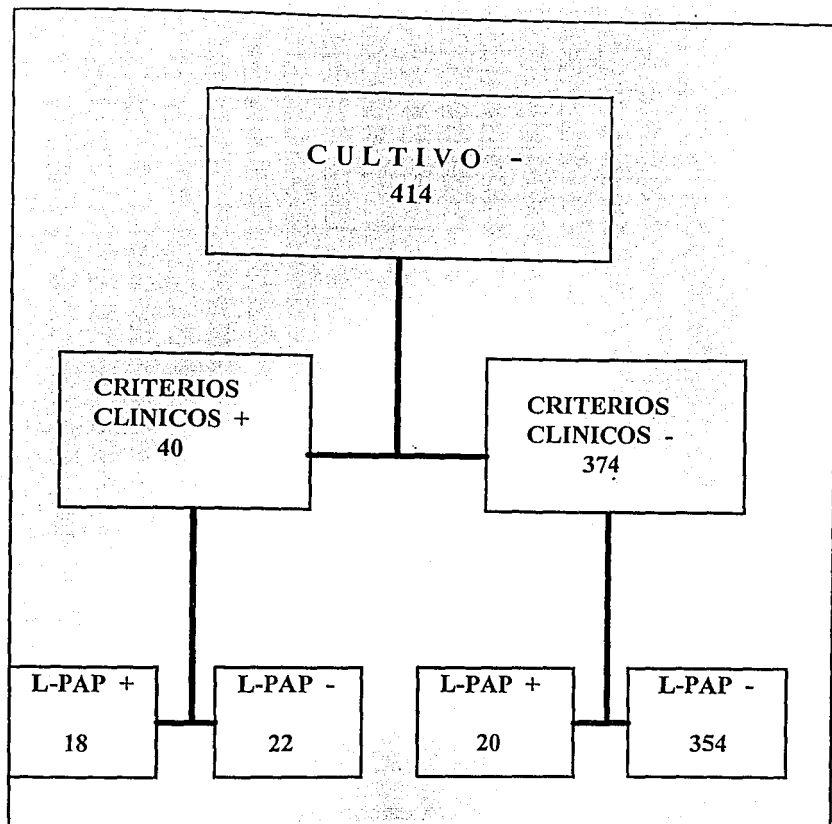 CULTIVO -
414
CRITERIOS
CLINICOS +
40
CRITERIOS
CLINICOS -
374
L-PAP +
18
L-PAP -
22
L-PAP +
20
L-PAP -
354